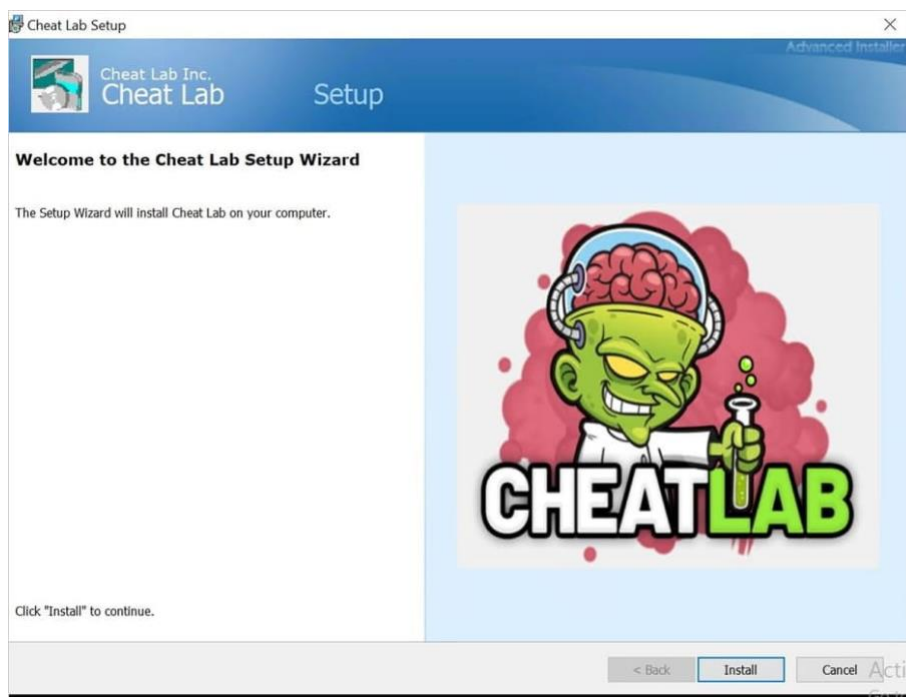 Cheat Lab Setup
Advanced Installer
Cheat Lab Inc.
Cheat Lab
Setup
Welcome to the Cheat Lab Setup Wizard
The Setup Wizard will install Cheat Lab on your computer.
CHEATLAB
Click "Install" to continue.
< Back
Install
Cancel